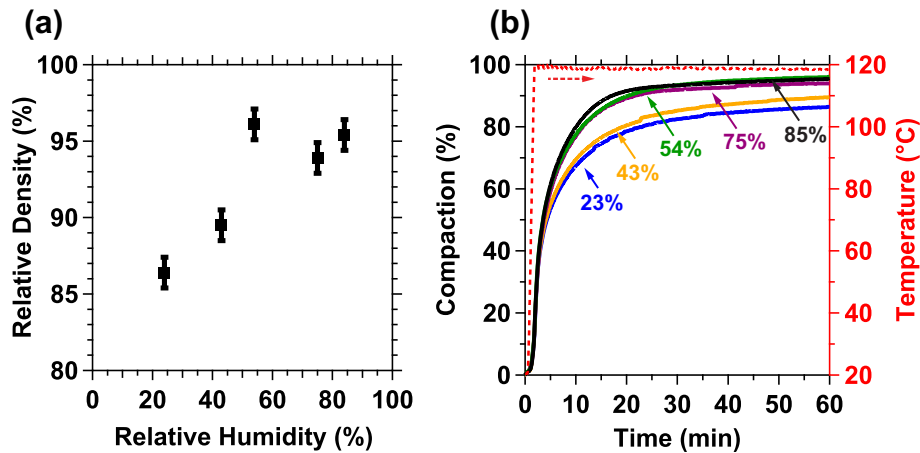 (a)
Relative Density (%)
100
95
90
85
80
0 20 40 60 80 100
Relative Humidity (%)
(b)
Compaction (%)
100
80
60
40
20
0
0 10 20 30 40 50 60
Time (min)
23%
43%
54%
75%
85%
120
100
80
60
40
20
Temperature (°C)